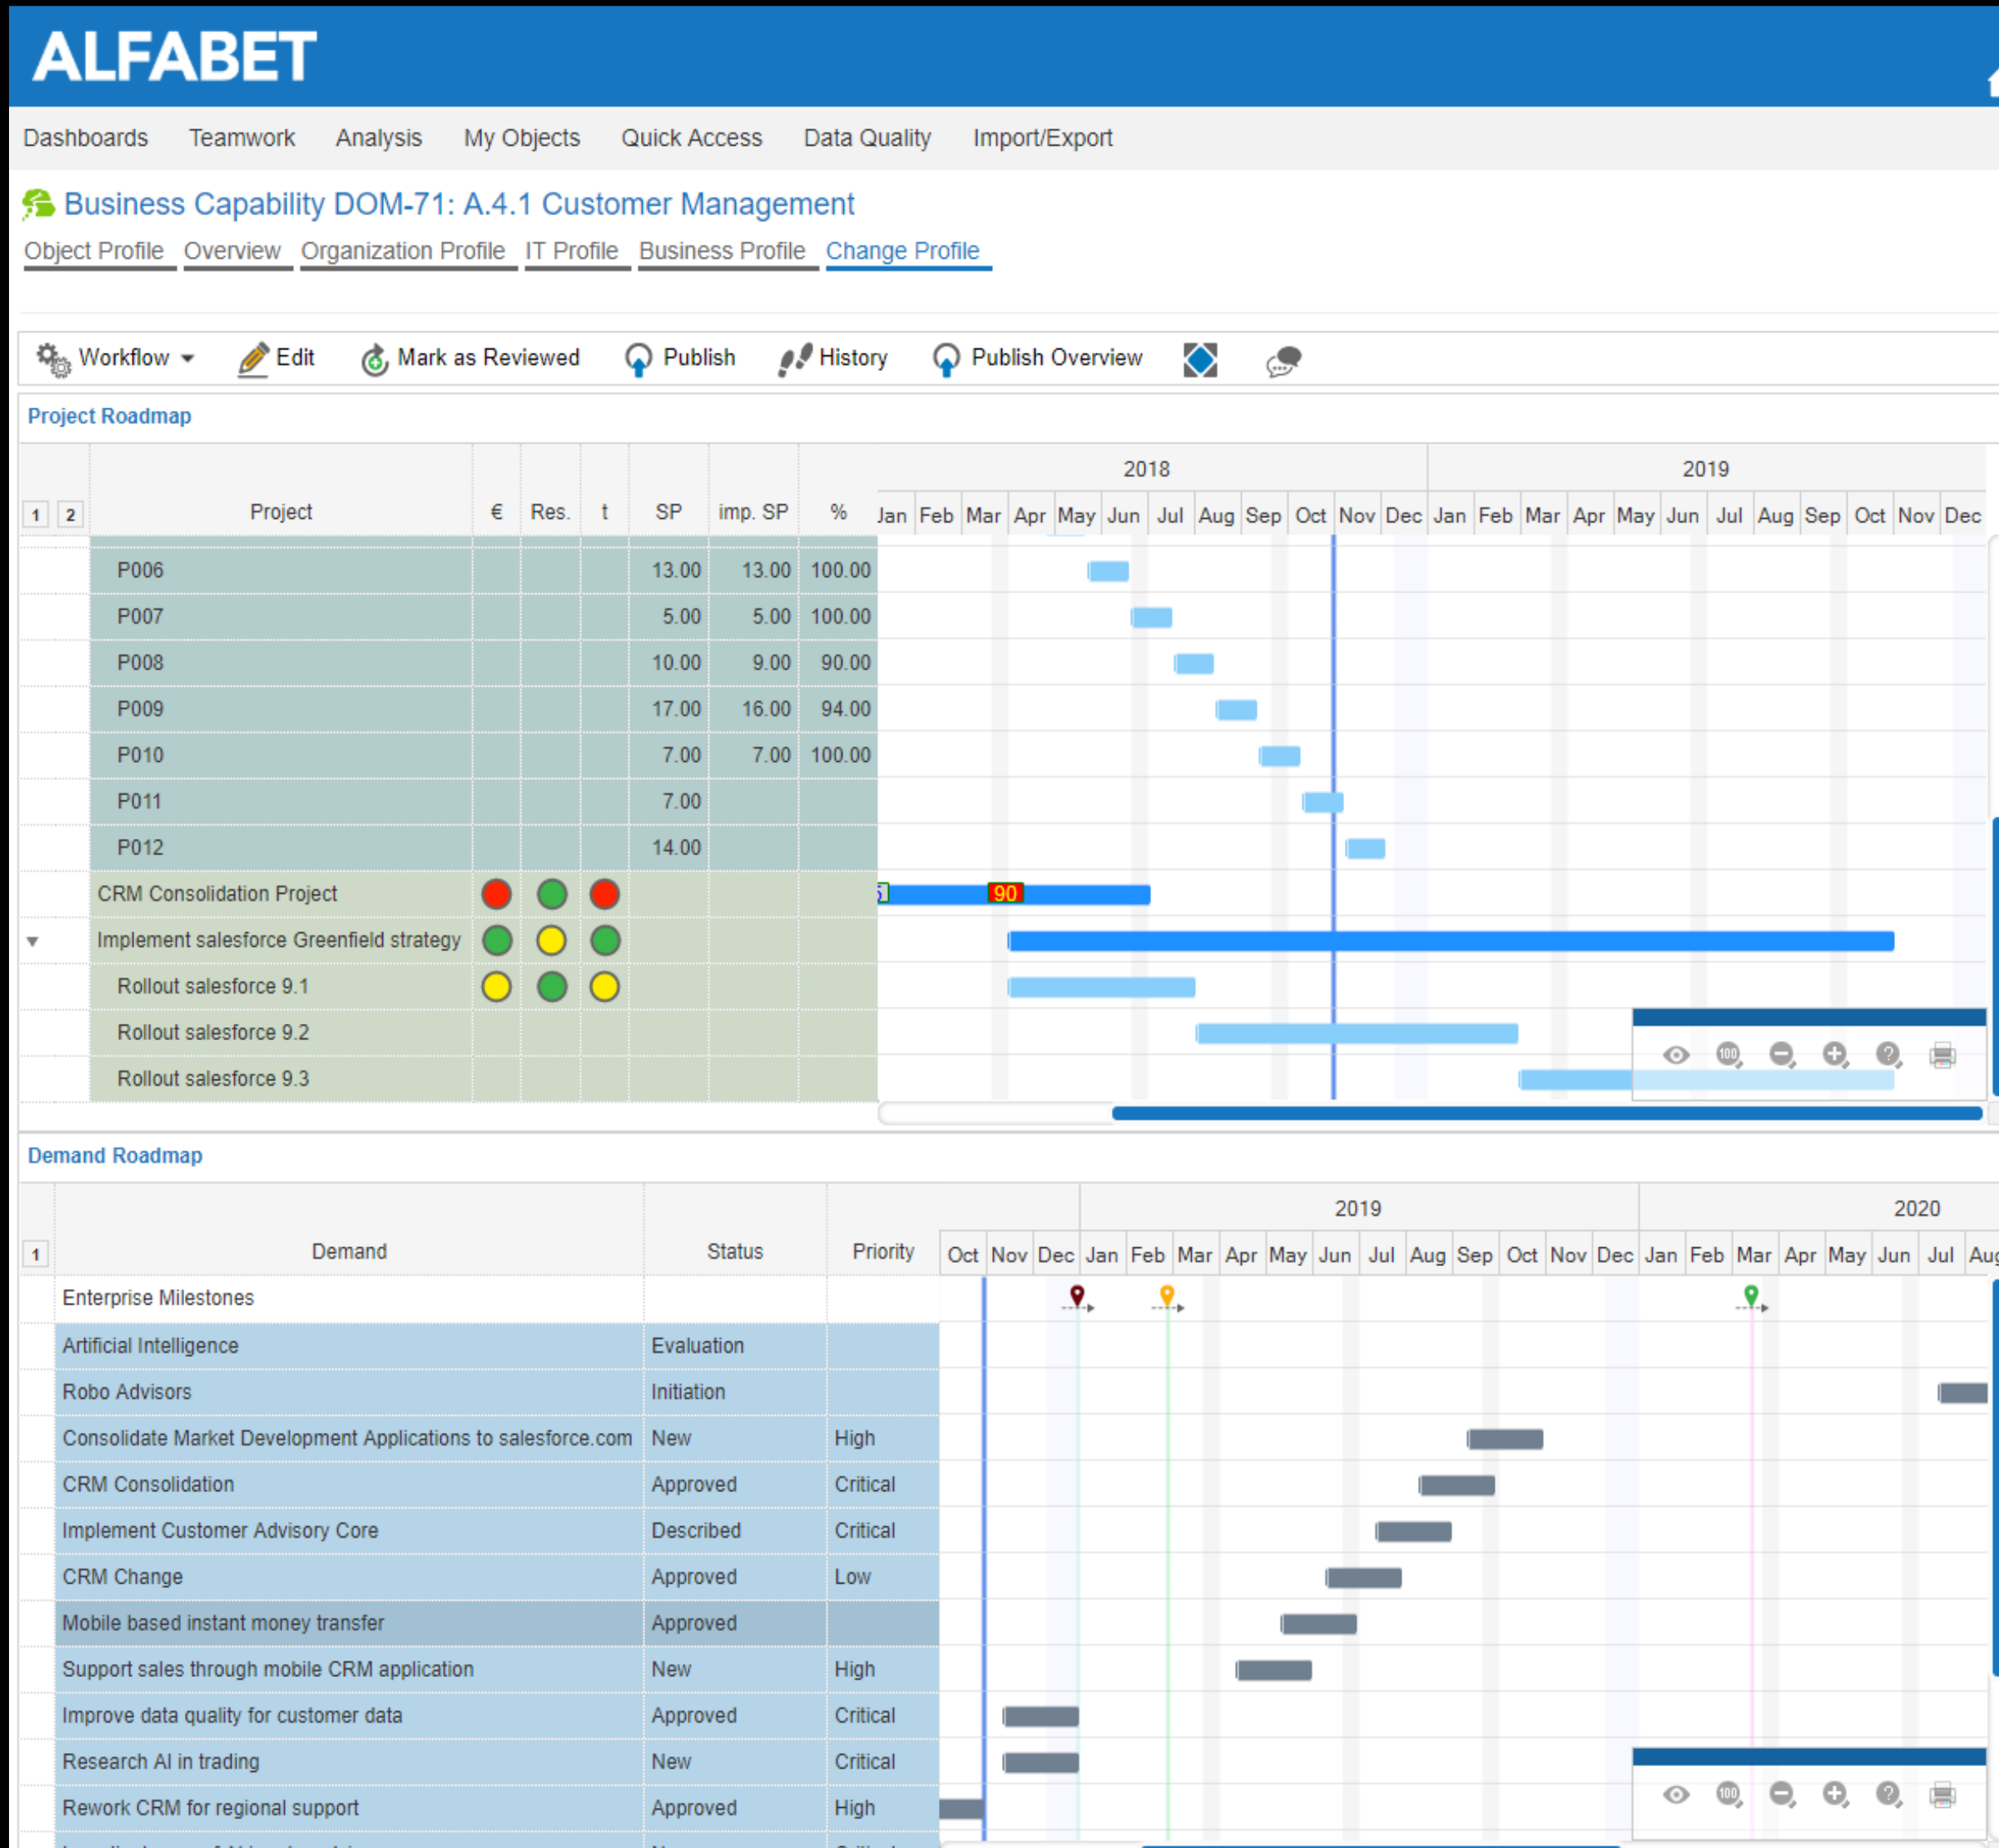 ALFABET
Dashboards Teamwork Analysis My Objects Quick Access Data Quality Import/Export
Business Capability DOM-71: A.4.1 Customer Management
Object Profile Overview Organization Profile IT Profile Business Profile Change Profile
Workflow Edit Mark as Reviewed Publish History Publish Overview
Project Roadmap
2018 2019
1 2 Project € Res. t SP imp. SP % Jan Feb Mar Apr May Jun Jul Aug Sep Oct Nov Dec Jan Feb Mar Apr May Jun Jul Aug Sep Oct Nov Dec
P006 13.00 13.00 100.00
P007 5.00 5.00 100.00
P008 10.00 9.00 90.00
P009 17.00 16.00 94.00
P010 7.00 7.00 100.00
P011 7.00
P012 14.00
CRM Consolidation Project 90
Implement salesforce Greenfield strategy
Rollout salesforce 9.1
Rollout salesforce 9.2
100 ?
Rollout salesforce 9.3
Demand Roadmap
2019 2020
1 Demand Status Priority Oct Nov Dec Jan Feb Mar Apr May Jun Jul Aug Sep Oct Nov Dec Jan Feb Mar Apr May Jun Jul Aug
Enterprise Milestones
Artificial Intelligence Evaluation
Robo Advisors Initiation
Consolidate Market Development Applications to salesforce.com New High
CRM Consolidation Approved Critical
Implement Customer Advisory Core Described Critical
CRM Change Approved Low
Mobile based instant money transfer Approved
Support sales through mobile CRM application New High
Improve data quality for customer data Approved Critical
Research AI in trading New Critical
100 ?
Rework CRM for regional support Approved High